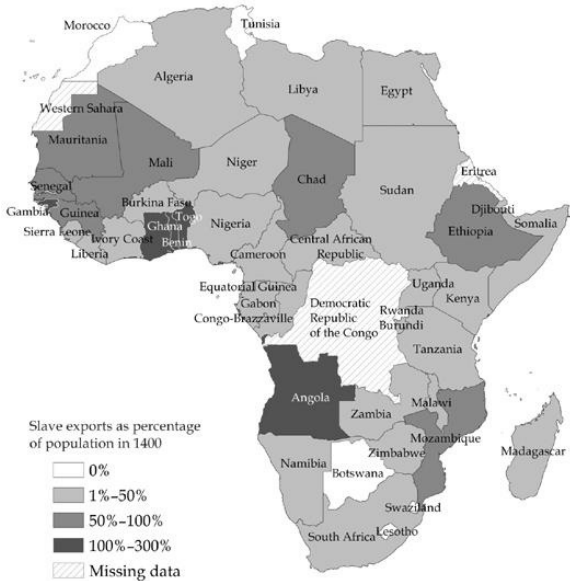 Morocco
Tunisia
Algeria
Libya
Egypt
Western Sahara
Mauritania
Mali
Niger
Chad
Sudan
Eritrea
Senegal
Gambia
Guinea
Sierra Leone
Liberia
Burkina Faso
Ivory Coast
Ghana
Togo
Benin
Nigeria
Cameroon
Central African
Republic
Djibouti
Ethiopia
Somalia
Equatorial Guinea
Gabon
Congo-Brazzaville
Democratic
Republic
of the Congo
Uganda
Kenya
Rwanda
Burundi
Tanzania
Angola
Zambia
Malawi
Mozambique
Zimbabwe
Madagascar
Namibia
Botswana
Swaziland
Lesotho
South Africa
Slave exports as percentage
of population in 1400
0%
1%–50%
50%–100%
100%–300%
Missing data